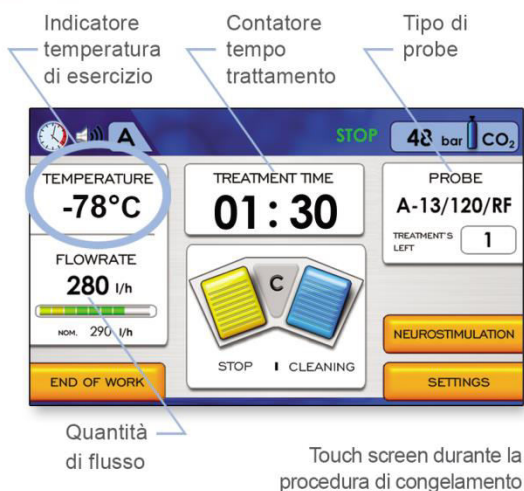 Indicatore
temperatura
di esercizio
Contatore
tempo
trattamento
Tipo di
probe
A
STOP
48 bar CO₂
TEMPERATURE
-78°C
TREATMENT TIME
01:30
PROBE
A-13/120/RF
TREATMENT'S
LEFT
1
FLOWRATE
280 l/h
NOM. 290 l/h
C
STOP
CLEANING
NEUROSTIMULATION
END OF WORK
SETTINGS
Quantità
di flusso
Touch screen durante la
procedura di congelamento